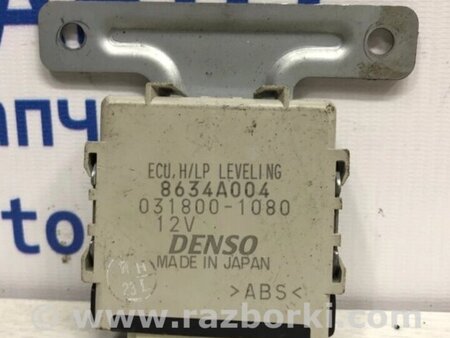 ECU, H/LP LEVELING
8634A004
031800-1080
12V
DENSO
MADE IN JAPAN
>ABS<
www.razborki.com